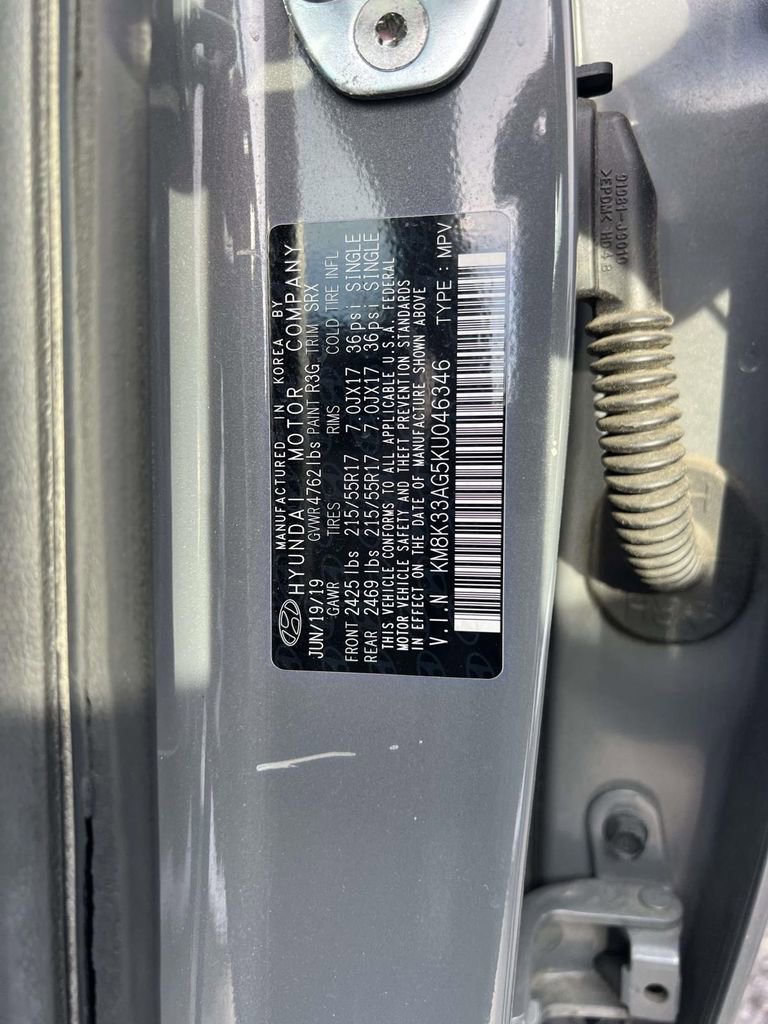 MANUFACTURED IN KOREA BY
HYUNDAI MOTOR COMPANY
JUN/19/19 GVWR 4762 lbs PAINT R3G TRIM SRX
GAWR TIRES RIMS COLD TIRE INFL
FRONT 2425 lbs 215/55R17 7.0JX17 36psi SINGLE
REAR 2469 lbs 215/55R17 7.0JX17 36psi SINGLE
THIS VEHICLE CONFORMS TO ALL APPLICABLE U.S.A. FEDERAL
MOTOR VEHICLE SAFETY AND THEFT PREVENTION STANDARDS
IN EFFECT ON THE DATE OF MANUFACTURE SHOWN ABOVE
V.I.N KM8K33AG5KU046346 TYPE : MPV
91981-J9010